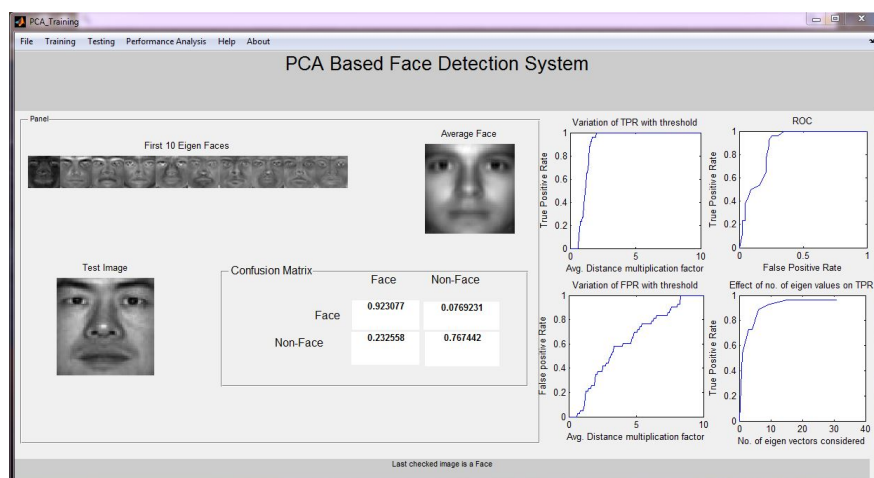 PCA_Training
File Training Testing Performance Analysis Help About
PCA Based Face Detection System
Panel
First 10 Eigen Faces
Average Face
Test Image
Confusion Matrix
Face Non-Face
Face 0.923077 0.0769231
Non-Face 0.232558 0.767442
Variation of TPR with threshold
True Positive Rate
1
0.8
0.6
0.4
0.2
0
0 5 10
Avg. Distance multiplication factor
ROC
True Positive Rate
1
0.8
0.6
0.4
0.2
0
0 0.5 1
False Positive Rate
Variation of FPR with threshold
False positive Rate
1
0.8
0.6
0.4
0.2
0
0 5 10
Avg. Distance multiplication factor
Effect of no. of eigen values on TPR
True Positive Rate
1
0.8
0.6
0.4
0.2
0
0 10 20 30 40
No. of eigen vectors considered
Last checked image is a Face